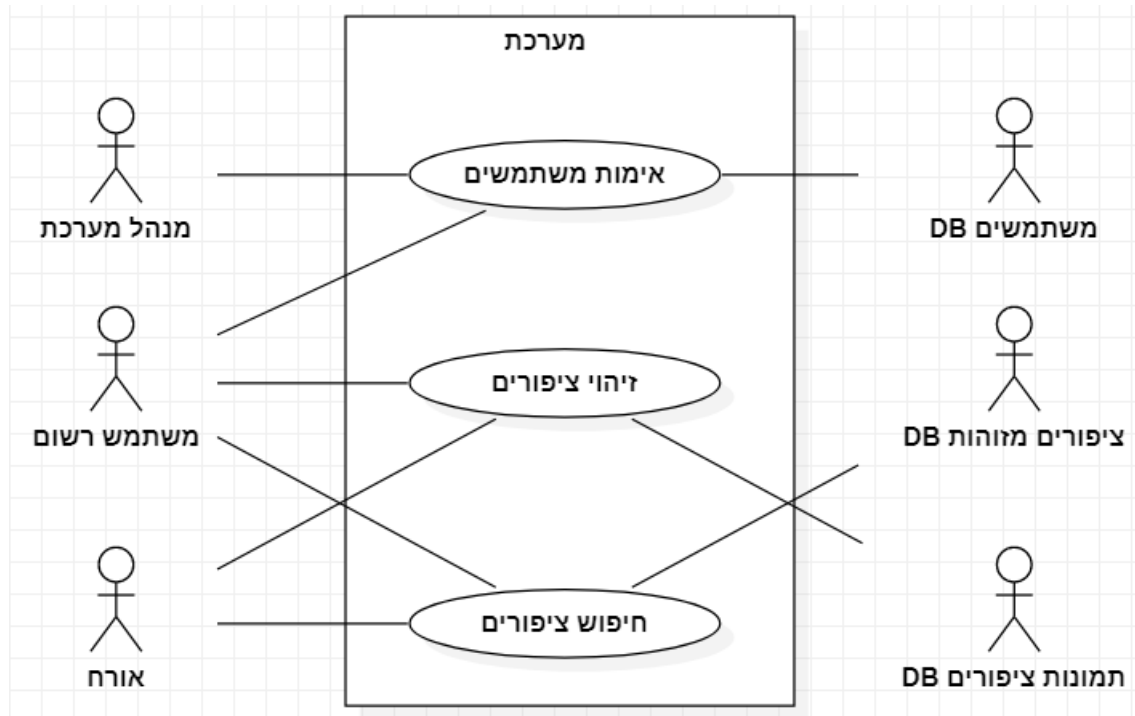 מערכת
מנהל מערכת
אימות משתמשים
משתמשים DB
משתמש רשום
זיהוי ציפורים
ציפורים מזוהות DB
אורח
חיפוש ציפורים
תמונות ציפורים DB